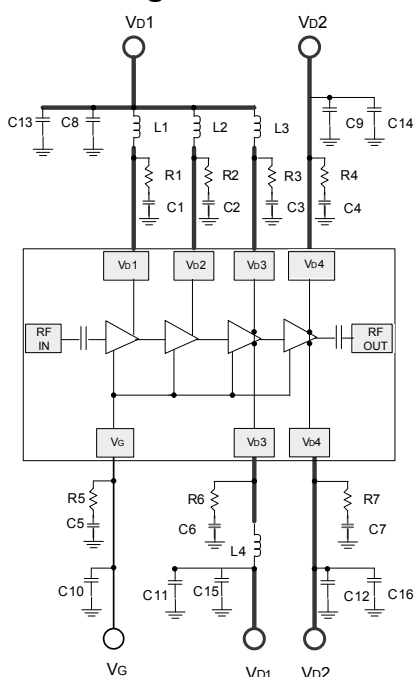 VD1 VD2
C13 C8 L1 L2 L3 C9 C14
R1 R2 R3 R4
C1 C2 C3 C4
VD1 VD2 VD3 VD4
RF IN
RF OUT
VG VD3 VD4
R5 R6 R7
C5 C6 C7
L4
C10 C11 C15 C12 C16
VG VD1 VD2